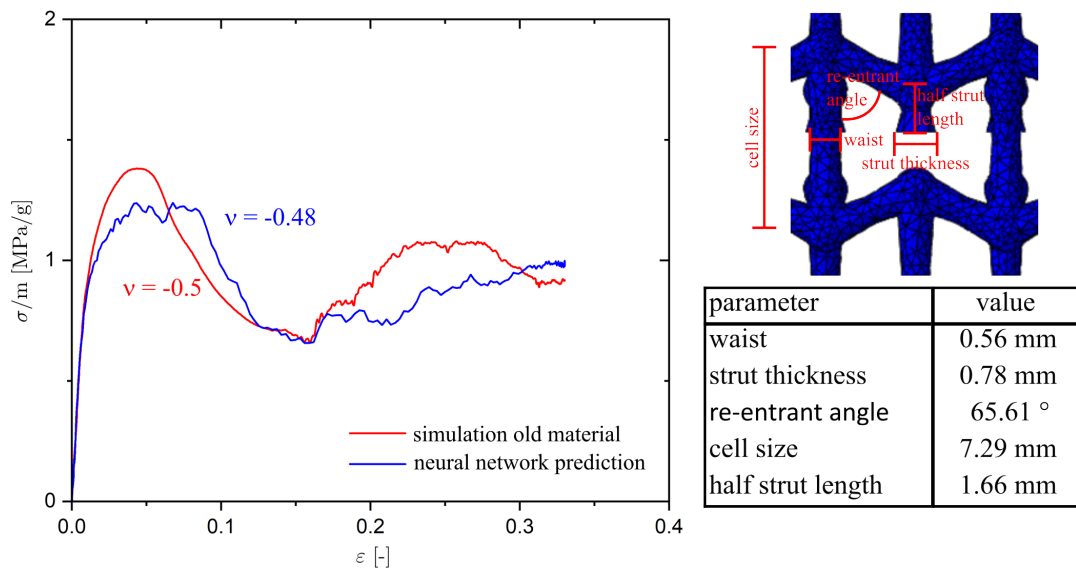 2
1
0
σ/m [MPa/g]
ν = -0.48
ν = -0.5
simulation old material
neural network prediction
0.0
0.1
0.2
0.3
0.4
ε [-]
re-entrant
angle
half strut
length
cell size
waist
strut thickness
parameter value
waist 0.56 mm
strut thickness 0.78 mm
re-entrant angle 65.61 °
cell size 7.29 mm
half strut length 1.66 mm